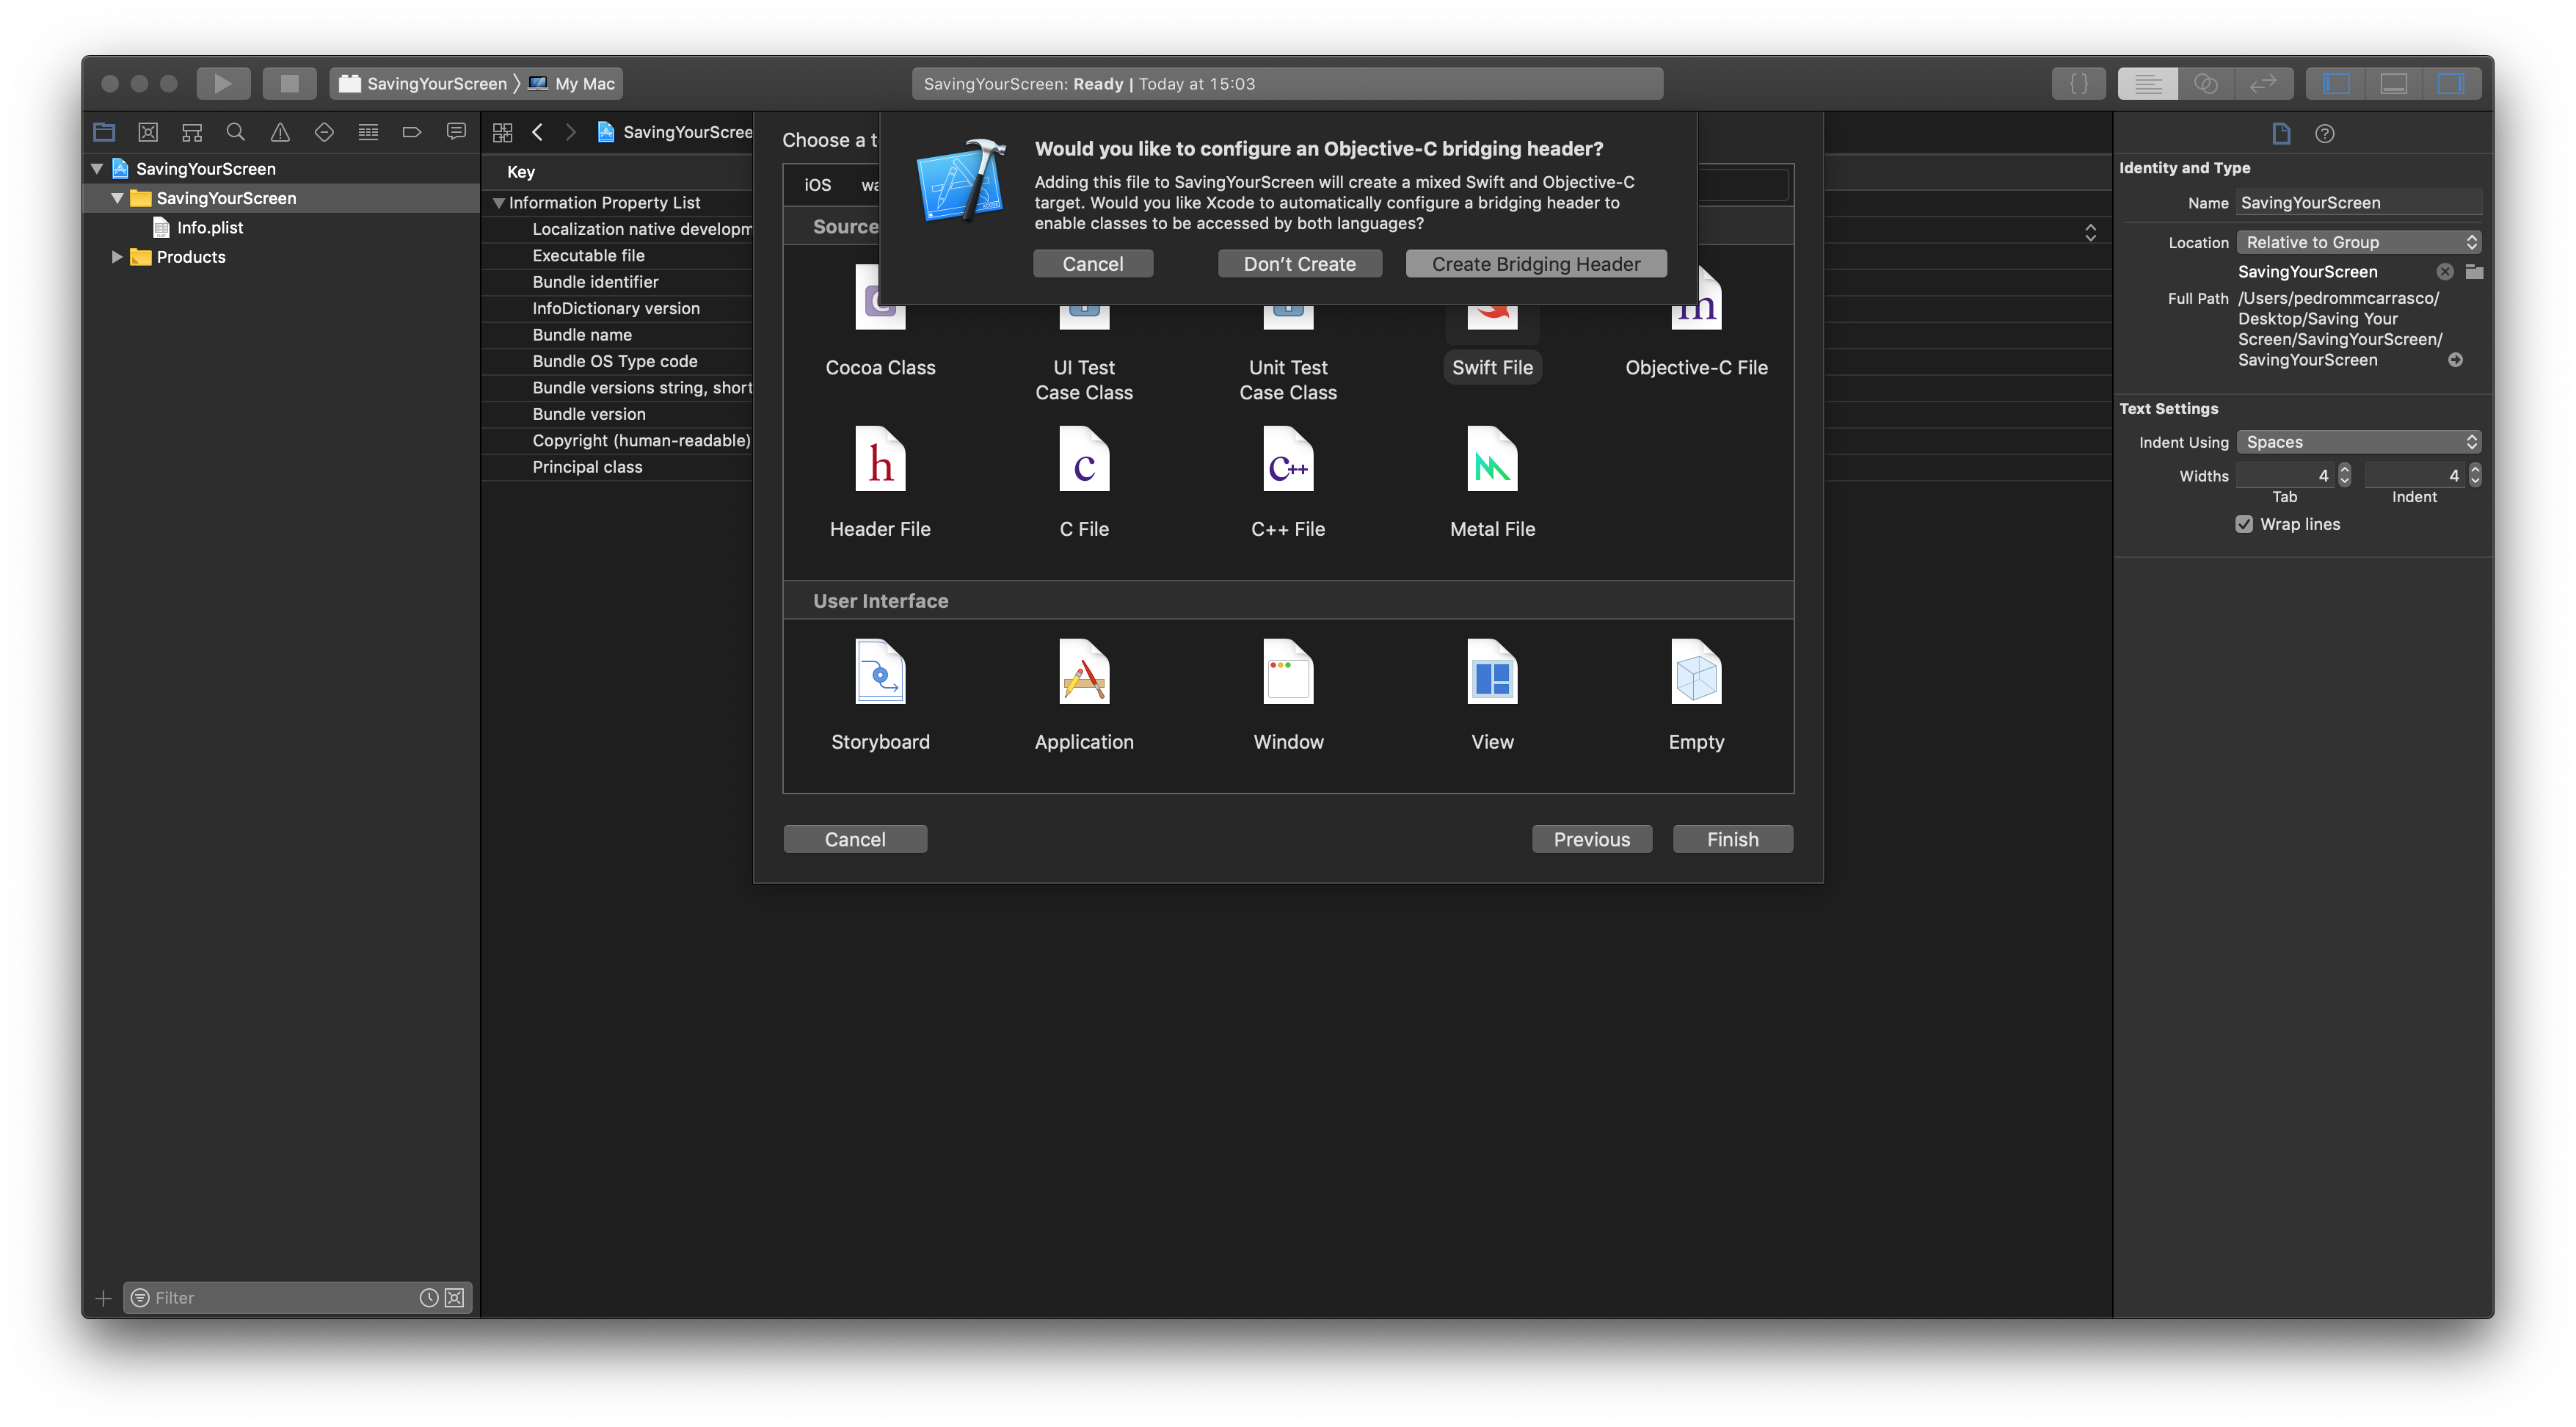 SavingYourScreen
My Mac
SavingYourScreen: Ready | Today at 15:03
SavingYourScreen
SavingYourScreen
Info.plist
Products
Filter
SavingYourScree
Key
Information Property List
Localization native developm
Executable file
Bundle identifier
InfoDictionary version
Bundle name
Bundle OS Type code
Bundle versions string, short
Bundle version
Copyright (human-readable)
Principal class
Choose a t
iOS
wa
Source
Would you like to configure an Objective-C bridging header?
Adding this file to SavingYourScreen will create a mixed Swift and Objective-C
target. Would you like Xcode to automatically configure a bridging header to
enable classes to be accessed by both languages?
Cancel
Don't Create
Create Bridging Header
Cocoa Class
UI Test
Case Class
Unit Test
Case Class
Swift File
m
Objective-C File
h
Header File
c
C File
C++
C++ File
Metal File
User Interface
Storyboard
Application
Window
View
Empty
Cancel
Previous
Finish
Identity and Type
Name SavingYourScreen
Location Relative to Group
SavingYourScreen
Full Path /Users/pedrommcarrasco/
Desktop/Saving Your
Screen/SavingYourScreen/
SavingYourScreen
Text Settings
Indent Using Spaces
Widths 4 4
Tab Indent
Wrap lines